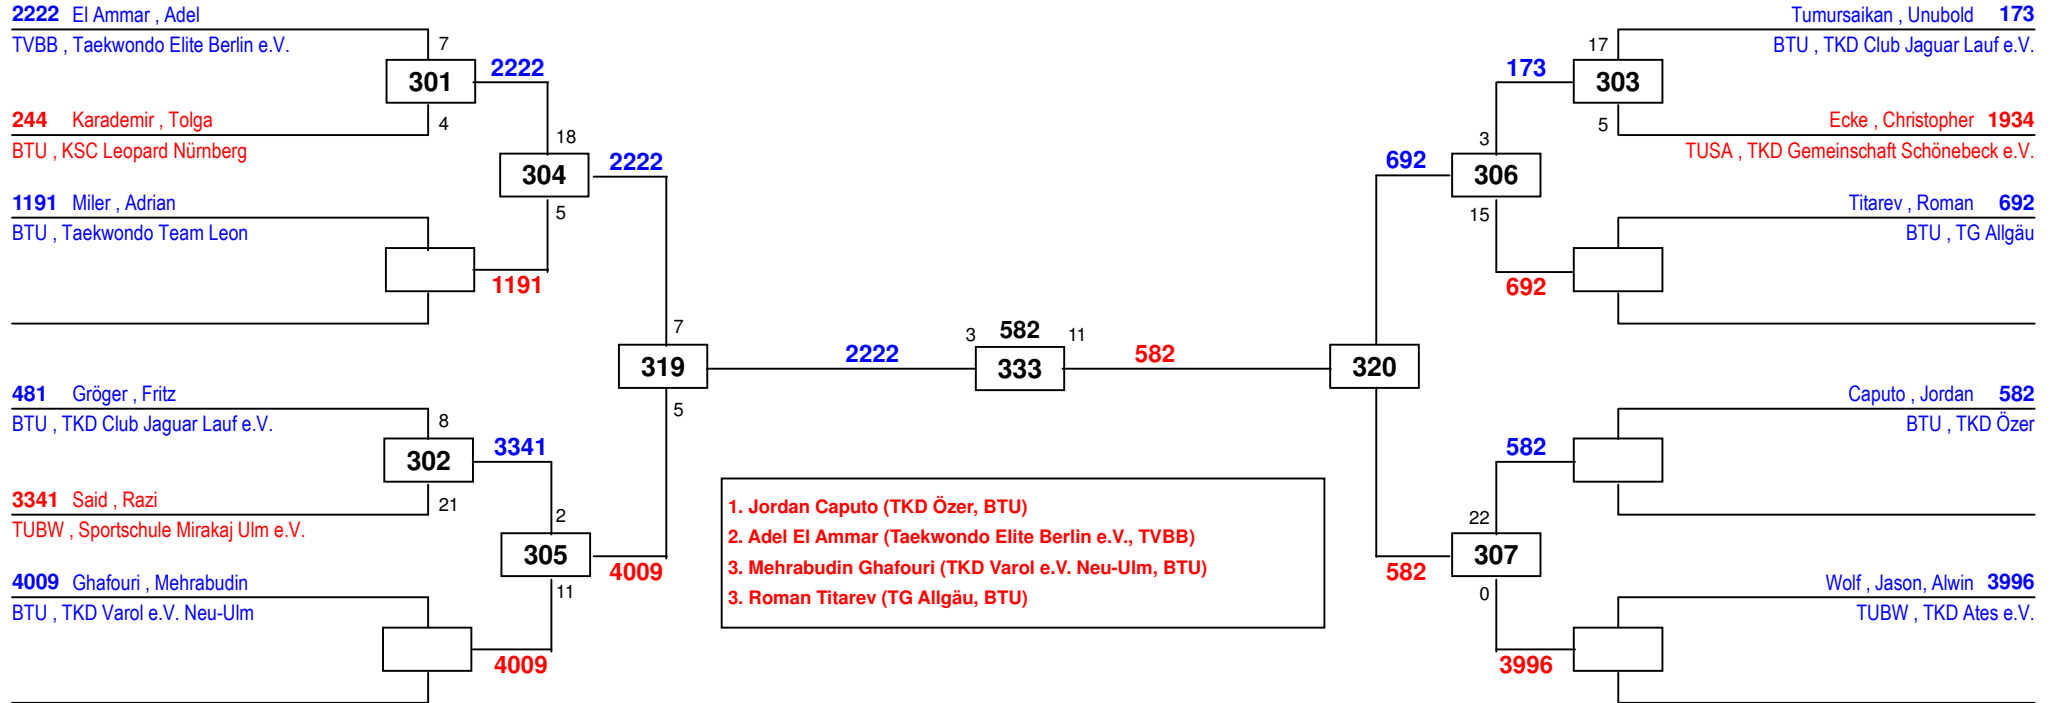 2222 El Ammar , Adel
TVBB , Taekwondo Elite Berlin e.V.
7
301
2222
244 Karademir , Tolga
4
BTU , KSC Leopard Nürnberg
18
304
2222
1191 Miler , Adrian
5
BTU , Taekwondo Team Leon
1191
7
319
2222
5
481 Gröger , Fritz
BTU , TKD Club Jaguar Lauf e.V.
8
302
3341
3341 Said , Razi
21
TUBW , Sportschule Mirakaj Ulm e.V.
2
305
4009
4009 Ghafouri , Mehrabudin
11
BTU , TKD Varol e.V. Neu-Ulm
4009
3 582 11
333
582
1. Jordan Caputo (TKD Özer, BTU)
2. Adel El Ammar (Taekwondo Elite Berlin e.V., TVBB)
3. Mehrabudin Ghafouri (TKD Varol e.V. Neu-Ulm, BTU)
3. Roman Titarev (TG Allgäu, BTU)
Tumursaikan , Unubold 173
17
BTU , TKD Club Jaguar Lauf e.V.
173
303
5
Ecke , Christopher 1934
TUSA , TKD Gemeinschaft Schönebeck e.V.
3
692
306
15
Titarev , Roman 692
BTU , TG Allgäu
692
320
Caputo , Jordan 582
BTU , TKD Özer
582
22
307
582
0
Wolf , Jason, Alwin 3996
TUBW , TKD Ates e.V.
3996